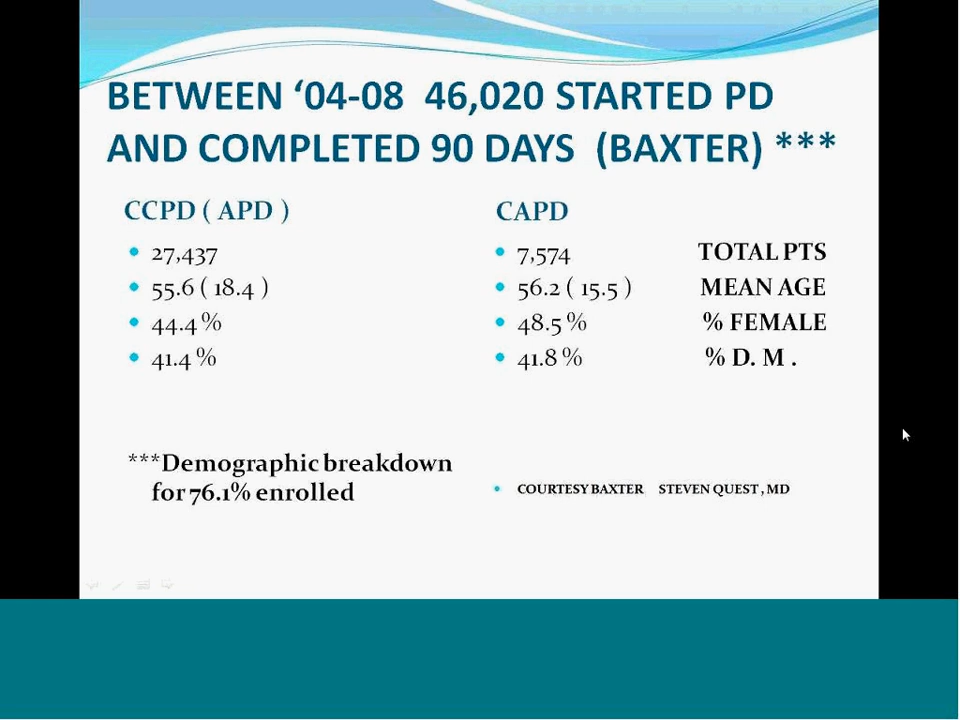 BETWEEN ‘04-08 46,020 STARTED PD
AND COMPLETED 90 DAYS (BAXTER) ***
CCPD ( APD )
27,437
55.6 ( 18.4 )
44.4 %
41.4 %
***Demographic breakdown
for 76.1% enrolled
CAPD
7,574 TOTAL PTS
56.2 ( 15.5 ) MEAN AGE
48.5 % % FEMALE
41.8 % % D. M .
COURTESY BAXTER STEVEN QUEST , MD